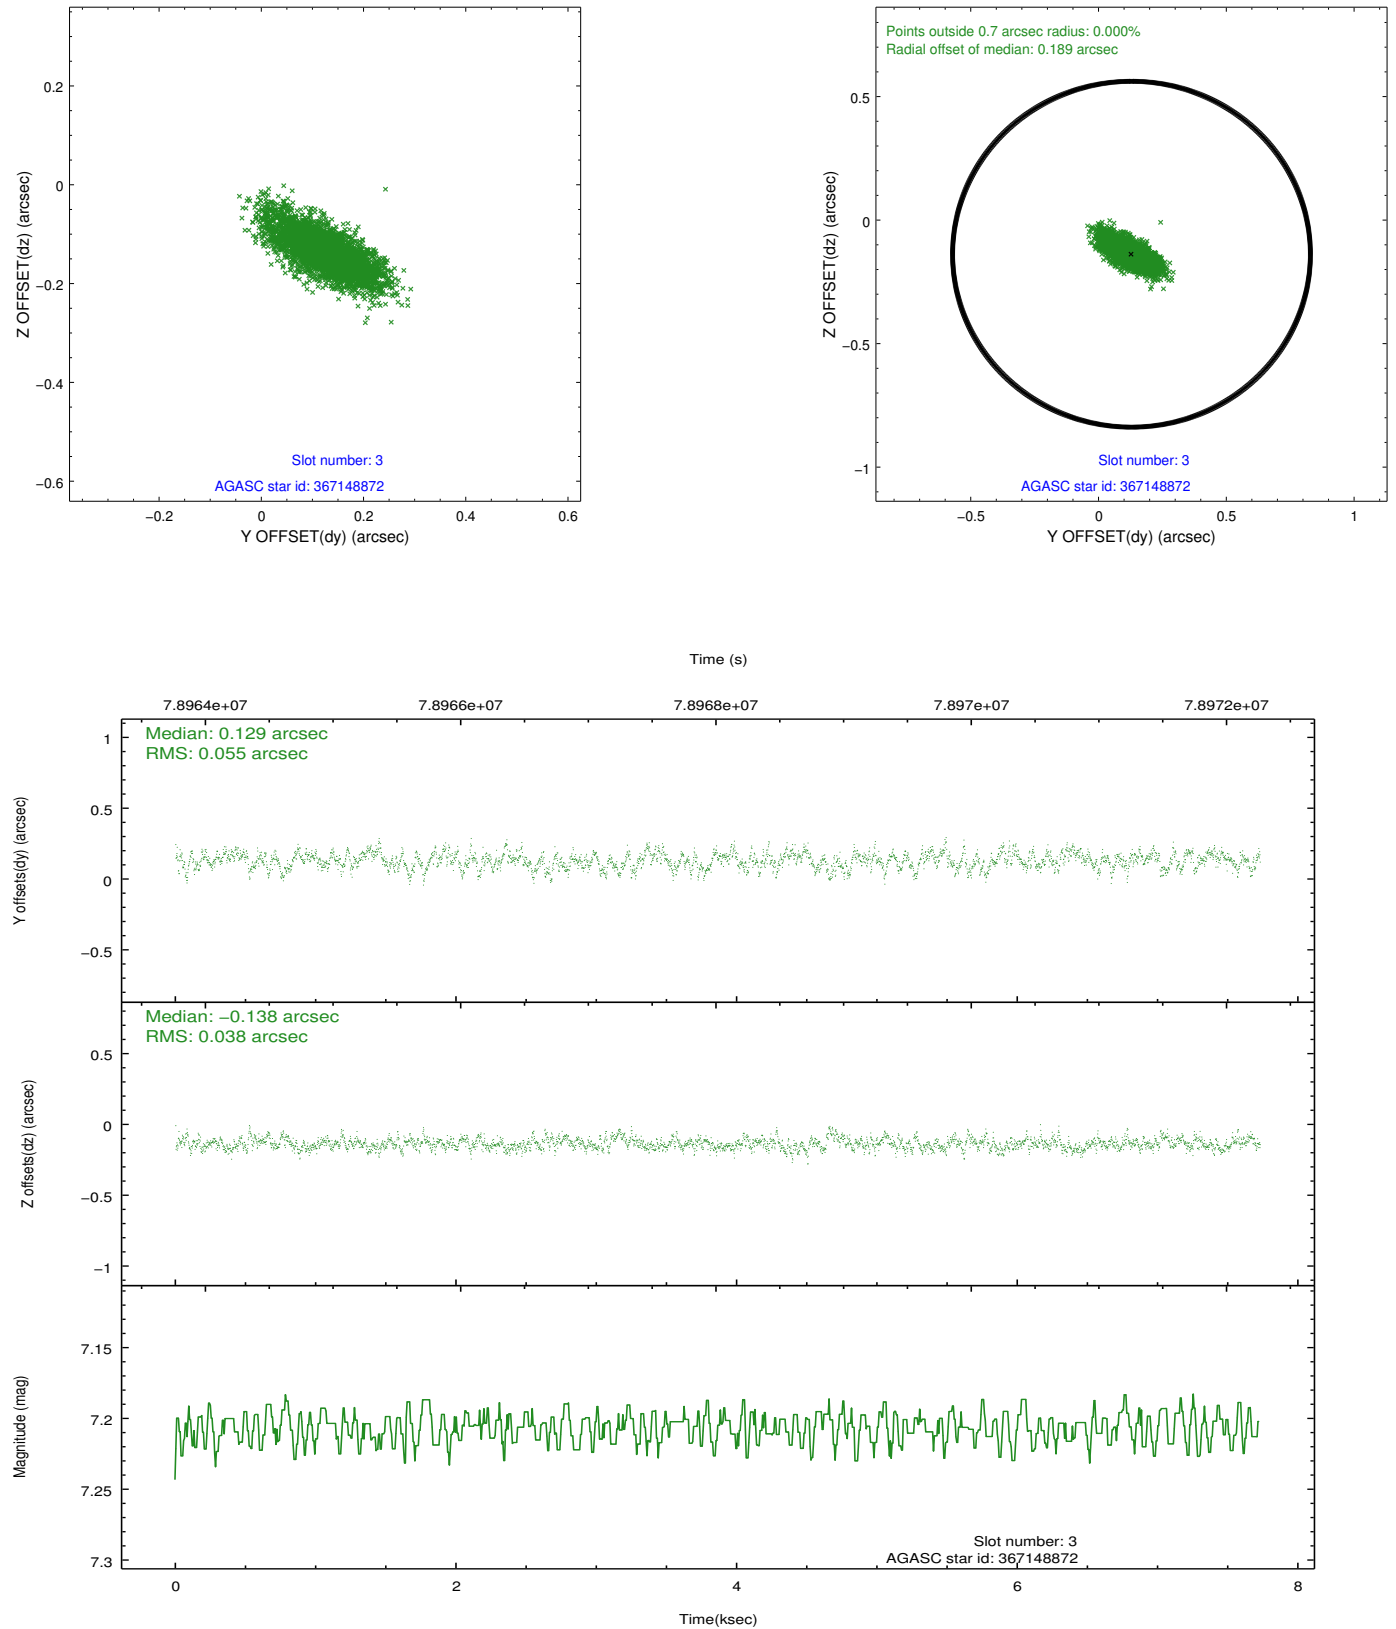 0.2
0
−0.2
−0.4
−0.6
Z OFFSET(dz) (arcsec)
Slot number: 3
AGASC star id: 367148872
−0.2 0 0.2 0.4 0.6
Y OFFSET(dy) (arcsec)
Points outside 0.7 arcsec radius: 0.000%
Radial offset of median: 0.189 arcsec
0.5
0
−0.5
−1
Z OFFSET(dz) (arcsec)
Slot number: 3
AGASC star id: 367148872
−0.5 0 0.5 1
Y OFFSET(dy) (arcsec)
Time (s)
7.8964e+07 7.8966e+07 7.8968e+07 7.897e+07 7.8972e+07
Median: 0.129 arcsec
RMS: 0.055 arcsec
1
0.5
0
−0.5
Y offsets(dy) (arcsec)
Median: −0.138 arcsec
RMS: 0.038 arcsec
0.5
0
−0.5
−1
Z offsets(dz) (arcsec)
7.15
7.2
7.25
7.3
Magnitude (mag)
Slot number: 3
AGASC star id: 367148872
0 2 4 6 8
Time(ksec)